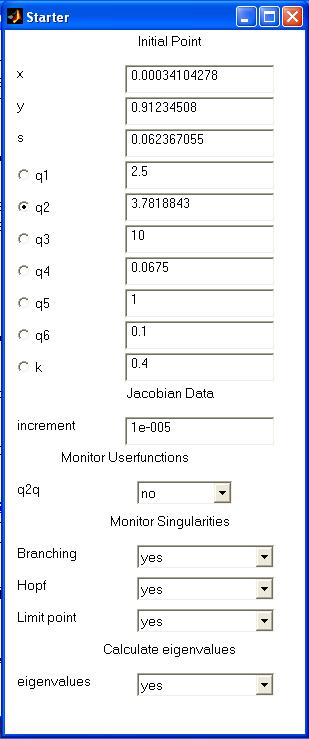 Starter
Initial Point
x 0.00034104278
y 0.91234508
s 0.062367055
q1 2.5
q2 3.7818843
q3 10
q4 0.0675
q5 1
q6 0.1
k 0.4
Jacobian Data
increment 1e-005
Monitor Userfunctions
q2q no
Monitor Singularities
Branching yes
Hopf yes
Limit point yes
Calculate eigenvalues
eigenvalues yes